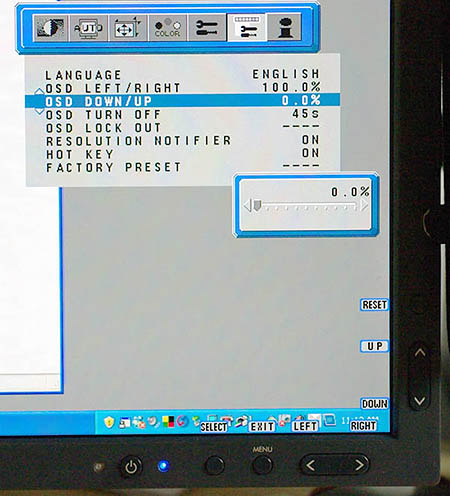 COLOR
LANGUAGE ENGLISH
OSD LEFT/RIGHT 100.0%
OSD DOWN/UP 0.0%
OSD TURN OFF 45s
OSD LOCK OUT ----
RESOLUTION NOTIFIER ON
HOT KEY ON
FACTORY PRESET ----
0.0%
RESET
UP
DOWN
SELECT EXIT LEFT RIGHT
MENU